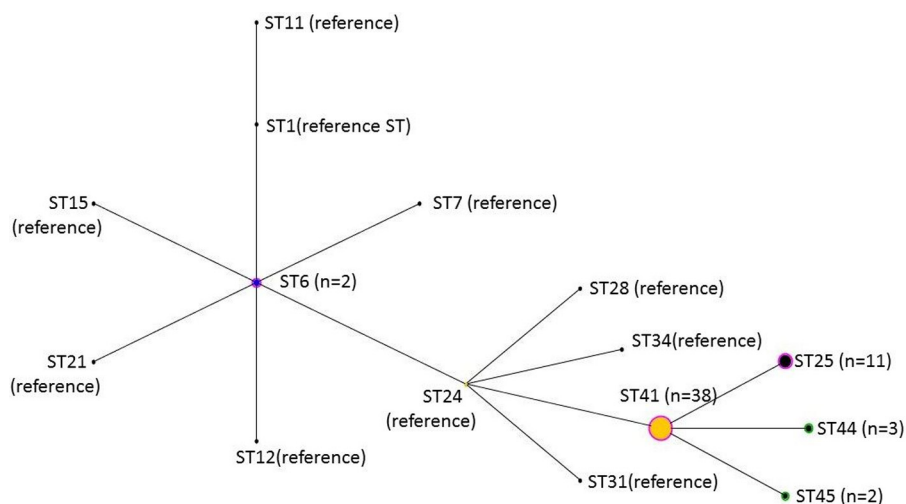 ST11 (reference)
ST1(reference ST)
ST15
(reference)
ST7 (reference)
ST6 (n=2)
ST28 (reference)
ST34(reference)
ST21
(reference)
ST25 (n=11)
ST24
(reference)
ST41 (n=38)
ST44 (n=3)
ST12(reference)
ST31(reference)
ST45 (n=2)